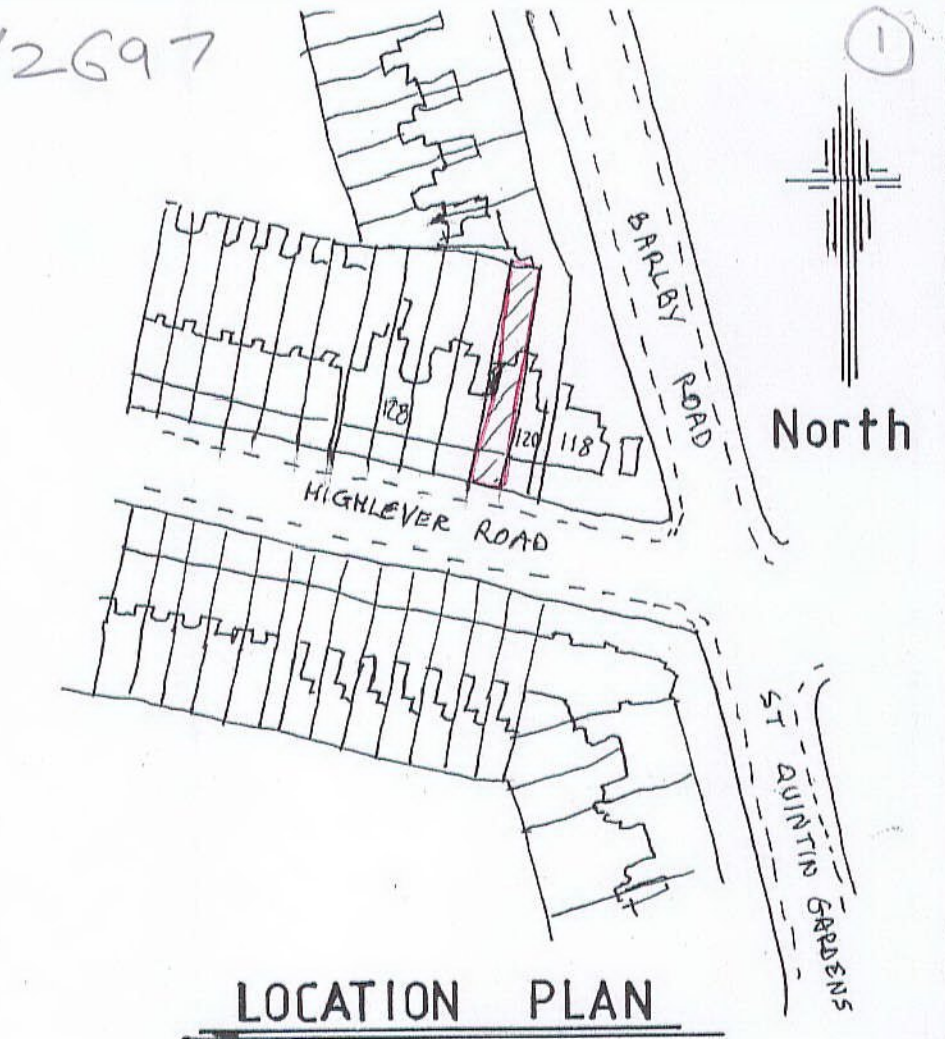 /2697
1
BARLBY ROAD
North
128
120
118
HIGHLEVER ROAD
ST QUINTIN GARDENS
LOCATION PLAN